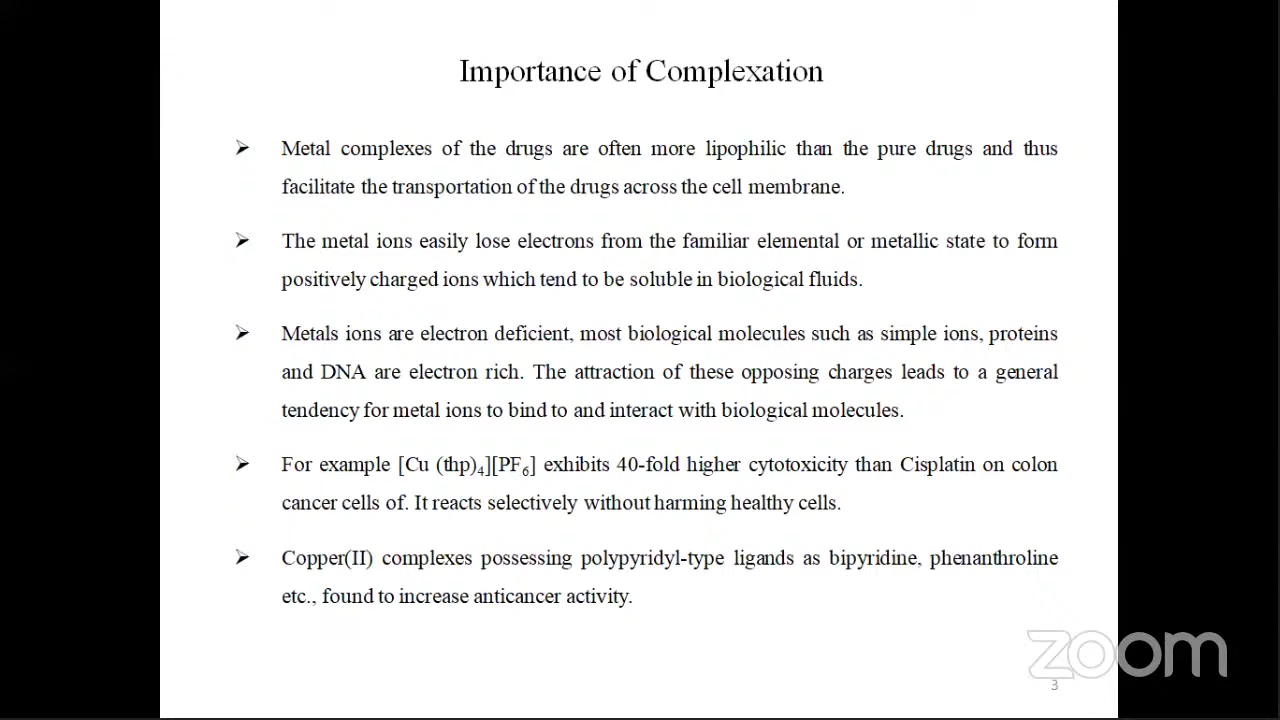 Importance of Complexation
➢ Metal complexes of the drugs are often more lipophilic than the pure drugs and thus
facilitate the transportation of the drugs across the cell membrane.
➢ The metal ions easily lose electrons from the familiar elemental or metallic state to form
positively charged ions which tend to be soluble in biological fluids.
➢ Metals ions are electron deficient, most biological molecules such as simple ions, proteins
and DNA are electron rich. The attraction of these opposing charges leads to a general
tendency for metal ions to bind to and interact with biological molecules.
➢ For example [Cu (thp)₄][PF₆] exhibits 40-fold higher cytotoxicity than Cisplatin on colon
cancer cells of. It reacts selectively without harming healthy cells.
➢ Copper(II) complexes possessing polypyridyl-type ligands as bipyridine, phenanthroline
etc., found to increase anticancer activity.
zoom
3